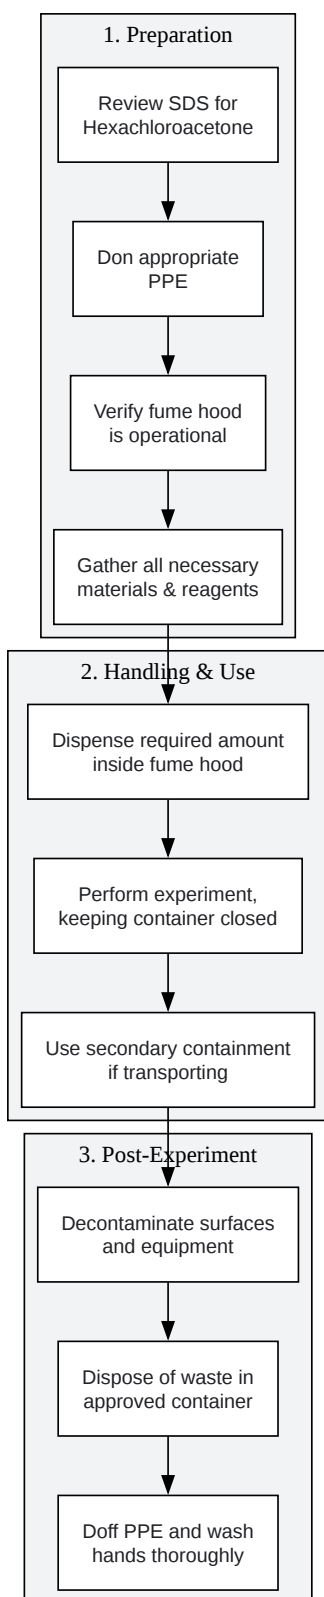 1. Preparation
Review SDS for
Hexachloroacetone
Don appropriate
PPE
Verify fume hood
is operational
Gather all necessary
materials & reagents
2. Handling & Use
Dispense required amount
inside fume hood
Perform experiment,
keeping container closed
Use secondary containment
if transporting
3. Post-Experiment
Decontaminate surfaces
and equipment
Dispose of waste in
approved container
Doff PPE and wash
hands thoroughly